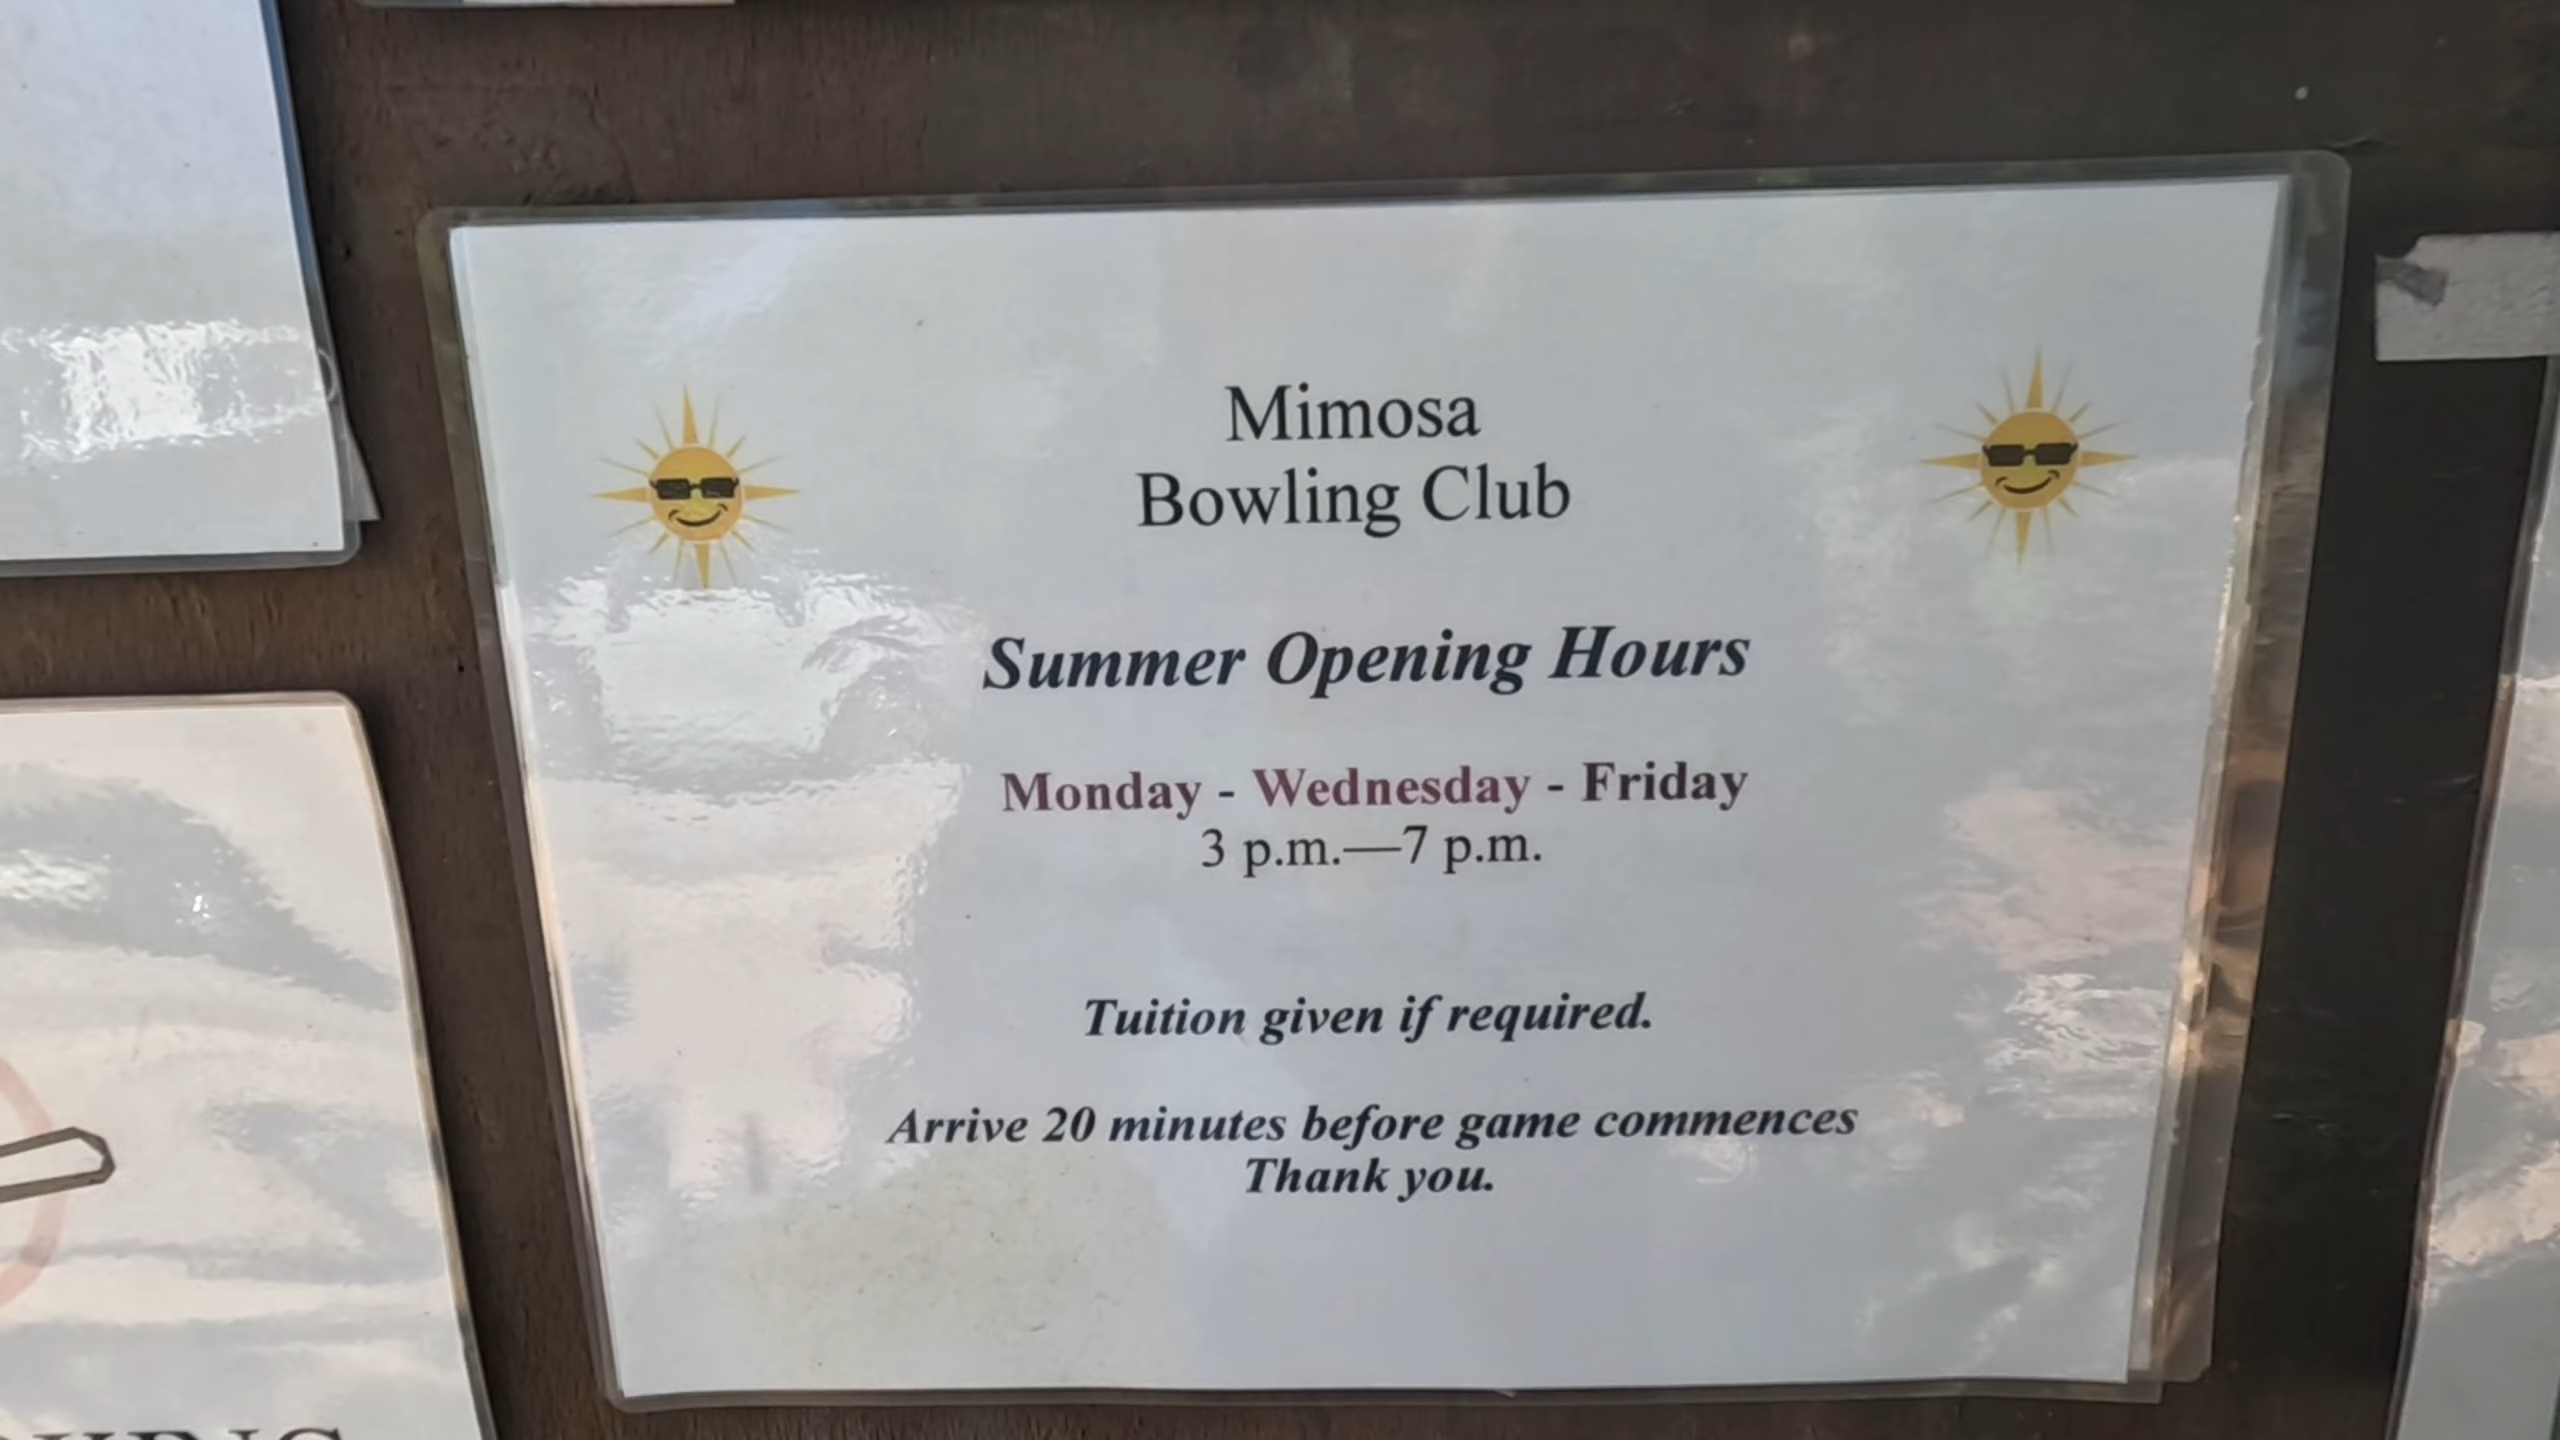 Mimosa
Bowling Club
Summer Opening Hours
Monday - Wednesday - Friday
3 p.m.—7 p.m.
Tuition given if required.
Arrive 20 minutes before game commences
Thank you.